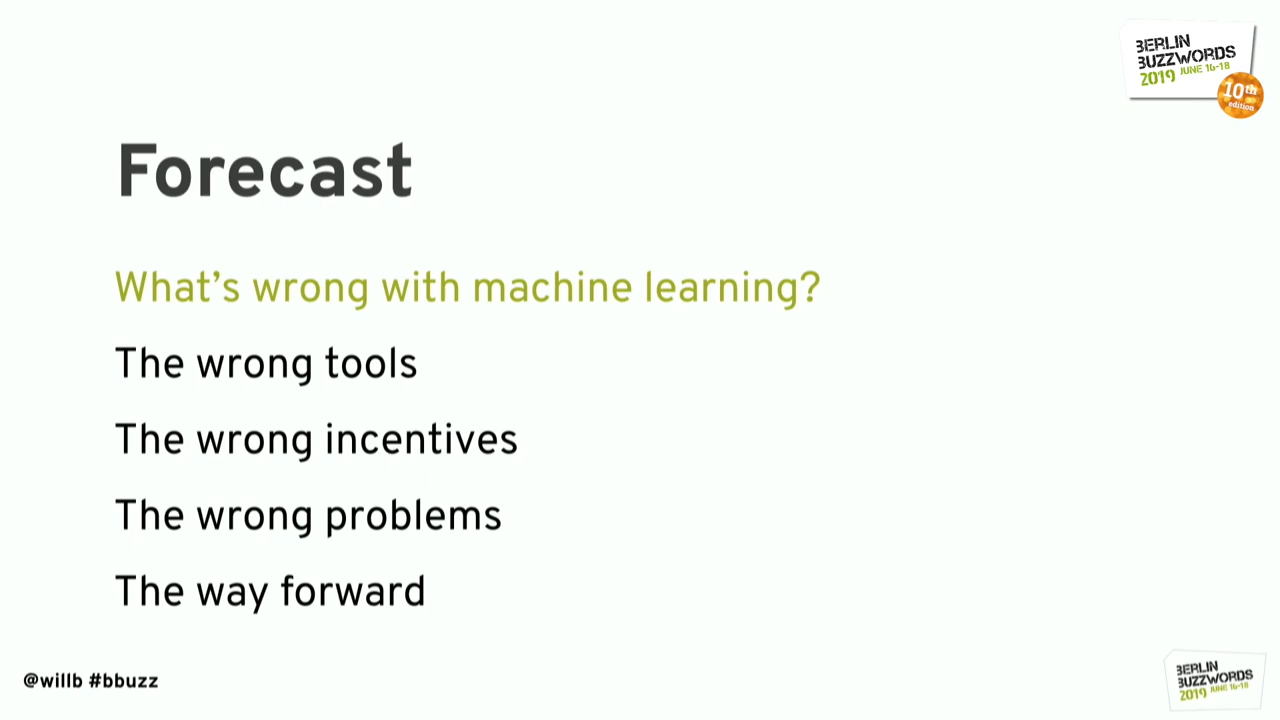 BERLIN
BUZZWORDS
2019 JUNE 16-18
10th
edition
Forecast
What's wrong with machine learning?
The wrong tools
The wrong incentives
The wrong problems
The way forward
@willb #bbuzz
BERLIN
BUZZWORDS
2019 JUNE 16-18